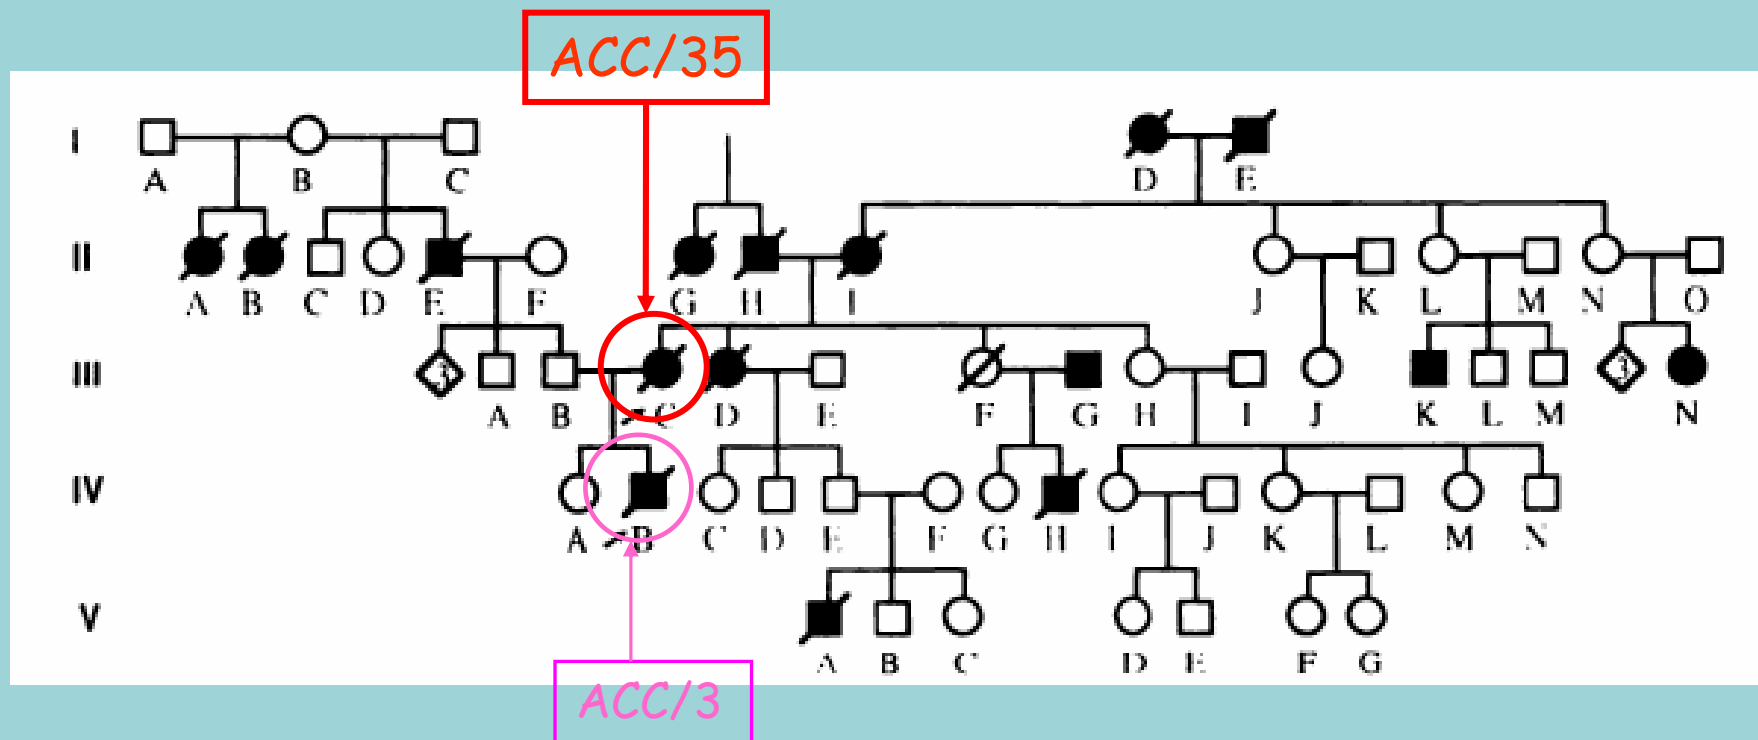 ACC/35
I
A B C D E
II
A B C D E F G H I J K L M N O
III
3 A B C D E F G H I J K L M 3 N
IV
A B C D E F G H I J K L M N
V
A B C D E F G
ACC/3